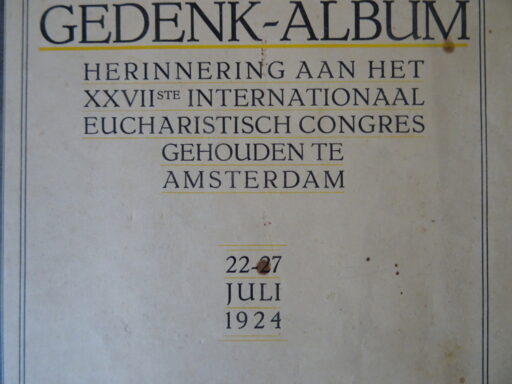 GEDENK-ALBUM
HERINNERING AAN HET
XXVIISTE INTERNATIONAAL
EUCHARISTISCH CONGRES
GEHOUDEN TE
AMSTERDAM
22-27
JULI
1924